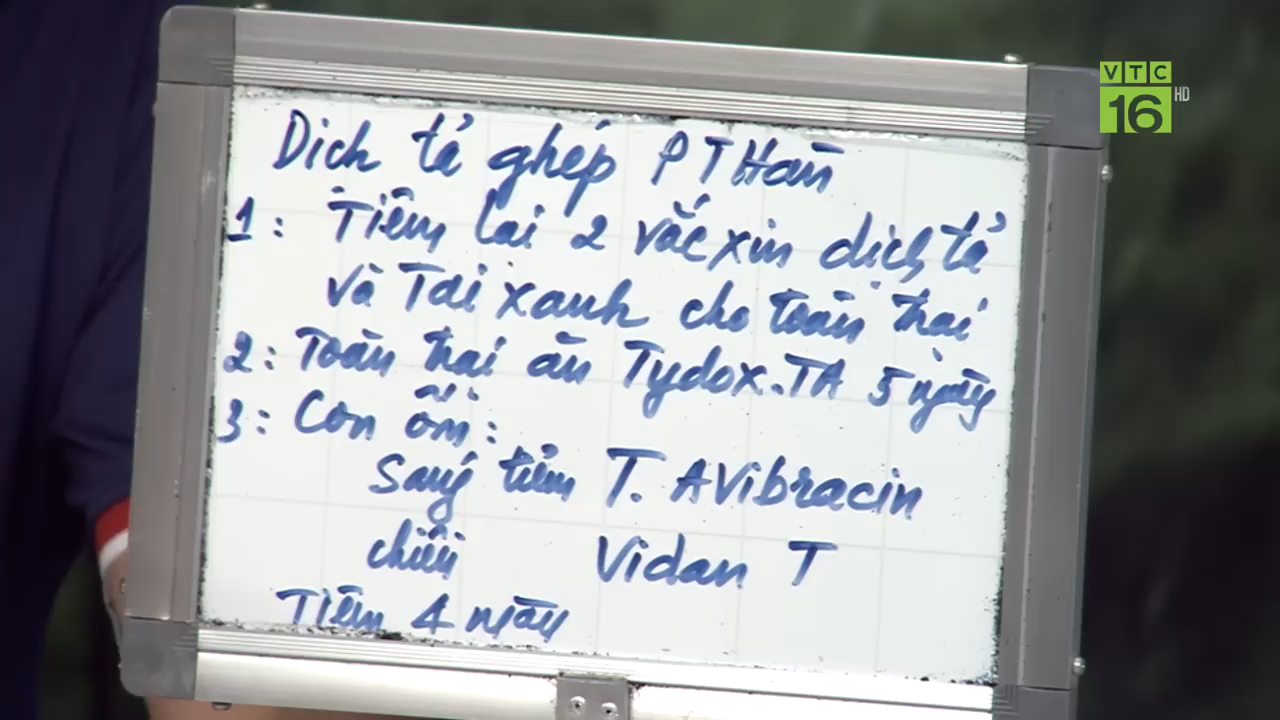 Dịch tả ghép PTHàn
1: Tiêm lại 2 vắc xin dịch tả
và Tai xanh cho toàn trại
2: Toàn trại ăn Tydox.TA 5 ngày
3: Con ốm:
Sáng tiêm T. Avibracin
chiều Vidan T
Tiêm 4 ngày
VTC
16 HD